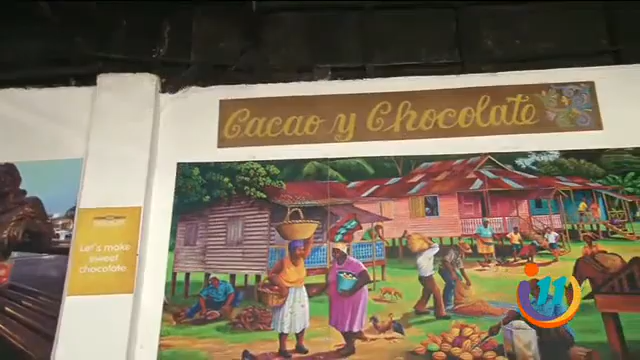 Cacao y Chocolate
Let's make
sweet
chocolate